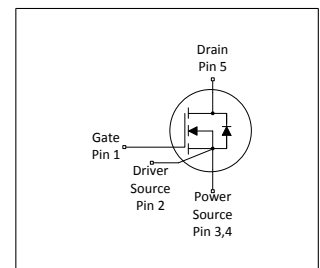 Drain
Pin 5
Gate
Pin 1
Driver
Source
Pin 2
Power
Source
Pin 3,4